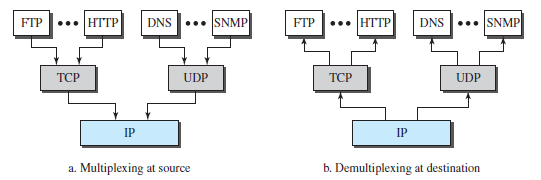 FTP ••• HTTP DNS ••• SNMP FTP ••• HTTP DNS ••• SNMP
TCP UDP TCP UDP
IP IP
a. Multiplexing at source b. Demultiplexing at destination